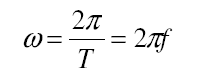 ω = 2π/T = 2πf